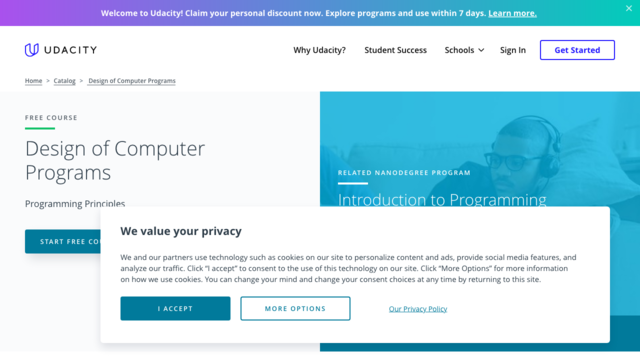 Welcome to Udacity! Claim your personal discount now. Explore programs and use within 7 days. Learn more.
UDACITY
Why Udacity?
Student Success
Schools
Sign In
Get Started
Home > Catalog > Design of Computer Programs
FREE COURSE
Design of Computer
Programs
Programming Principles
START FREE COU
RELATED NANODEGREE PROGRAM
Introduction to Programming
We value your privacy
We and our partners use technology such as cookies on our site to personalize content and ads, provide social media features, and
analyze our traffic. Click "I accept" to consent to the use of this technology on our site. Click "More Options" for more information
on how we use cookies. You can change your mind and change your consent choices at any time by returning to this site.
I ACCEPT
MORE OPTIONS
Our Privacy Policy